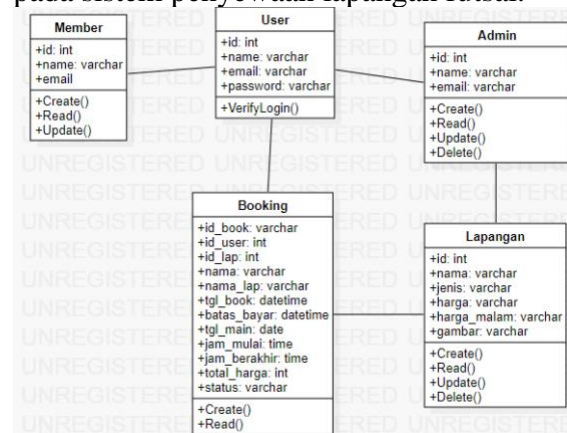 pada sistem penyewaan lapangan futsal.
Member
+id: int
+name: varchar
+email
+Create()
+Read()
+Update()
User
+id: int
+name: varchar
+email: varchar
+password: varchar
+VerifyLogin()
Admin
+id: int
+name: varchar
+email: varchar
+Create()
+Read()
+Update()
+Delete()
Booking
+id_book: varchar
+id_user: int
+id_lap: int
+nama: varchar
+nama_lap: varchar
+tgl_book: datetime
+batas_bayar: datetime
+tgl_main: date
+jam_mulai: time
+jam_berakhir: time
+total_harga: int
+status: varchar
+Create()
+Read()
Lapangan
+id: int
+nama: varchar
+jenis: varchar
+harga: varchar
+harga_malam: varchar
+gambar: varchar
+Create()
+Read()
+Update()
+Delete()
UNREGISTERED UNREGISTERED UNREGISTERE